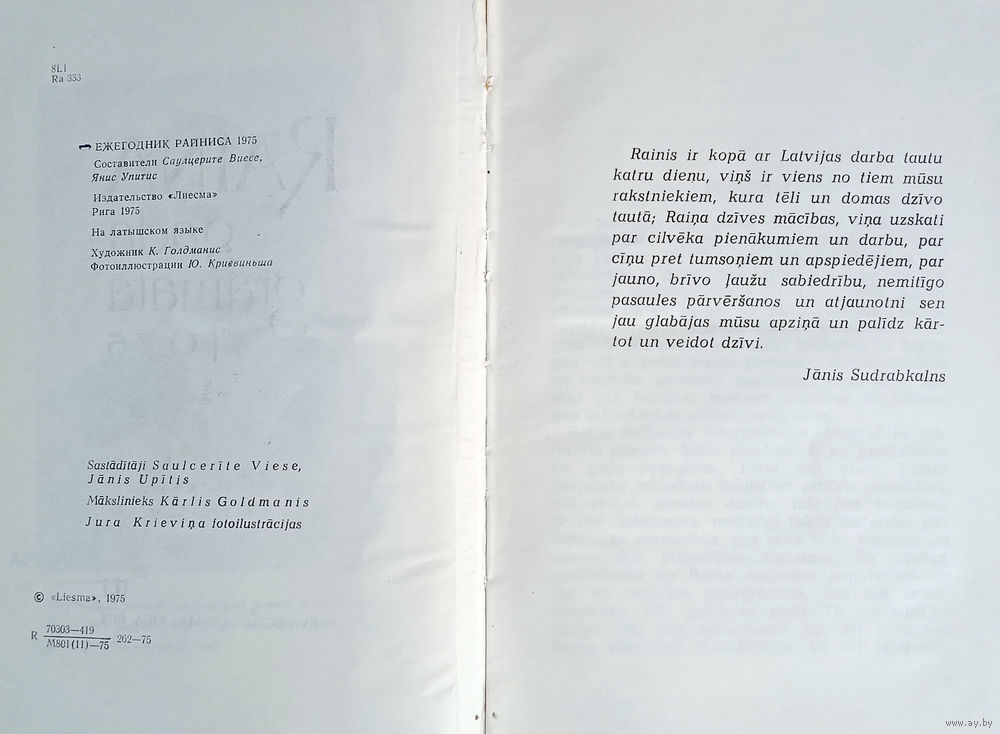 8L1
Ra 333
ЕЖЕГОДНИК РАЙНИСА 1975
Составители Саулцерите Виесе,
Янис Упитис
Издательство «Лиесма»
Рига 1975
На латышском языке
Художник К. Голдманис
Фотоиллюстрации Ю. Криевиньша
Sastādītāji Saulcerīte Viese,
Jānis Upītis
Mākslinieks Kārlis Goldmanis
Jura Krieviņa fotoilustrācijas
© «Liesma», 1975
R 70303—419
M801(11)—75 262—75
Rainis ir kopā ar Latvijas darba tautu
katru dienu, viņš ir viens no tiem mūsu
rakstniekiem, kura tēli un domas dzīvo
tautā; Raiņa dzīves mācības, viņa uzskati
par cilvēka pienākumiem un darbu, par
cīņu pret tumsoņiem un apspiedējiem, par
jauno, brīvo ļaužu sabiedrību, nemitīgo
pasaules pārvēršanos un atjaunotni sen
jau glabājas mūsu apziņā un palīdz kār-
tot un veidot dzīvi.
Jānis Sudrabkalns
www.ay.by